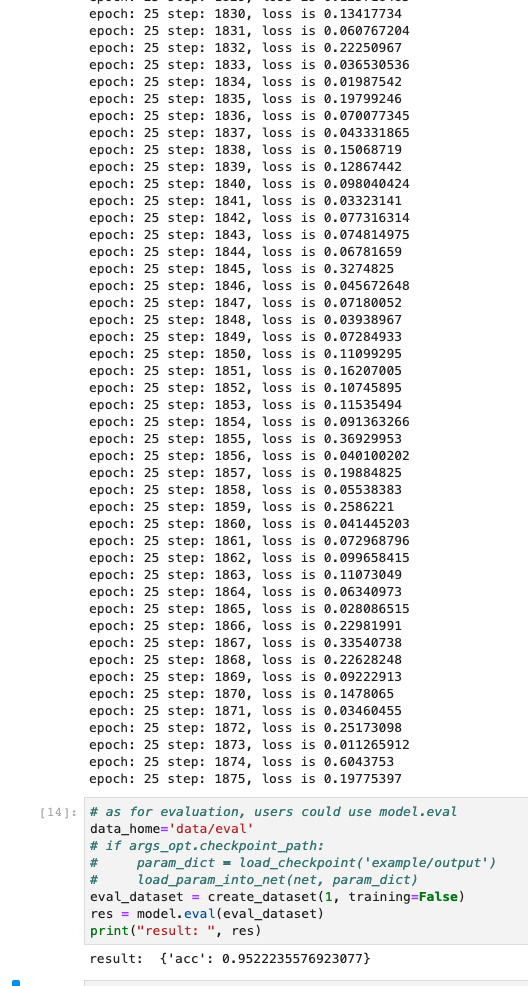 epoch: 25 step: 1830, loss is 0.13417734
epoch: 25 step: 1831, loss is 0.060767204
epoch: 25 step: 1832, loss is 0.22250967
epoch: 25 step: 1833, loss is 0.036530536
epoch: 25 step: 1834, loss is 0.01987542
epoch: 25 step: 1835, loss is 0.19799246
epoch: 25 step: 1836, loss is 0.070077345
epoch: 25 step: 1837, loss is 0.043331865
epoch: 25 step: 1838, loss is 0.15068719
epoch: 25 step: 1839, loss is 0.12867442
epoch: 25 step: 1840, loss is 0.098040424
epoch: 25 step: 1841, loss is 0.03323141
epoch: 25 step: 1842, loss is 0.077316314
epoch: 25 step: 1843, loss is 0.074814975
epoch: 25 step: 1844, loss is 0.06781659
epoch: 25 step: 1845, loss is 0.3274825
epoch: 25 step: 1846, loss is 0.045672648
epoch: 25 step: 1847, loss is 0.07180052
epoch: 25 step: 1848, loss is 0.03938967
epoch: 25 step: 1849, loss is 0.07284933
epoch: 25 step: 1850, loss is 0.11099295
epoch: 25 step: 1851, loss is 0.16207005
epoch: 25 step: 1852, loss is 0.10745895
epoch: 25 step: 1853, loss is 0.11535494
epoch: 25 step: 1854, loss is 0.091363266
epoch: 25 step: 1855, loss is 0.36929953
epoch: 25 step: 1856, loss is 0.040100202
epoch: 25 step: 1857, loss is 0.19884825
epoch: 25 step: 1858, loss is 0.05538383
epoch: 25 step: 1859, loss is 0.2586221
epoch: 25 step: 1860, loss is 0.041445203
epoch: 25 step: 1861, loss is 0.072968796
epoch: 25 step: 1862, loss is 0.099658415
epoch: 25 step: 1863, loss is 0.11073049
epoch: 25 step: 1864, loss is 0.06340973
epoch: 25 step: 1865, loss is 0.028086515
epoch: 25 step: 1866, loss is 0.22981991
epoch: 25 step: 1867, loss is 0.33540738
epoch: 25 step: 1868, loss is 0.22628248
epoch: 25 step: 1869, loss is 0.09222913
epoch: 25 step: 1870, loss is 0.1478065
epoch: 25 step: 1871, loss is 0.03460455
epoch: 25 step: 1872, loss is 0.25173098
epoch: 25 step: 1873, loss is 0.011265912
epoch: 25 step: 1874, loss is 0.6043753
epoch: 25 step: 1875, loss is 0.19775397
[14]: # as for evaluation, users could use model.eval
data_home='data/eval'
# if args_opt.checkpoint_path:
#     param_dict = load_checkpoint('example/output')
#     load_param_into_net(net, param_dict)
eval_dataset = create_dataset(1, training=False)
res = model.eval(eval_dataset)
print("result: ", res)
result:  {'acc': 0.9522235576923077}